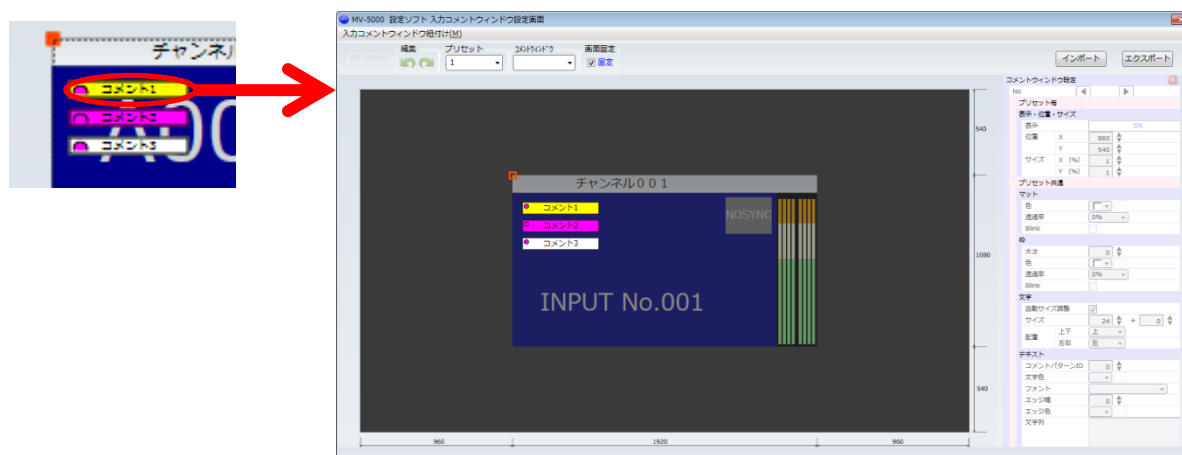 チャンネル
コメント1
コメント2
コメント3
MV-5000 設定ソフト 入力コメントウィンドウ設定画面
入力コメントウィンドウ紐付け(M)
編集
プリセット
コメントウィンドウ
画面固定
1
固定
インポート
エクスポート
チャンネル001
コメント1
コメント2
コメント3
NOSYNC
INPUT No.001
540
1080
540
960
1920
960
コメントウィンドウ設定
No
プリセット毎
表示・位置・サイズ
表示 ON
位置 X 960
Y 540
サイズ X (%) 1
Y (%) 1
プリセット共通
マット
色
透過率 0%
Blink
枠
太さ 0
色
透過率 0%
Blink
文字
自動サイズ調整
サイズ 24 + 0
配置 上下 上
左右 左
テキスト
コメントパターンID 0
文字色
フォント
エッジ幅 0
エッジ色
文字列